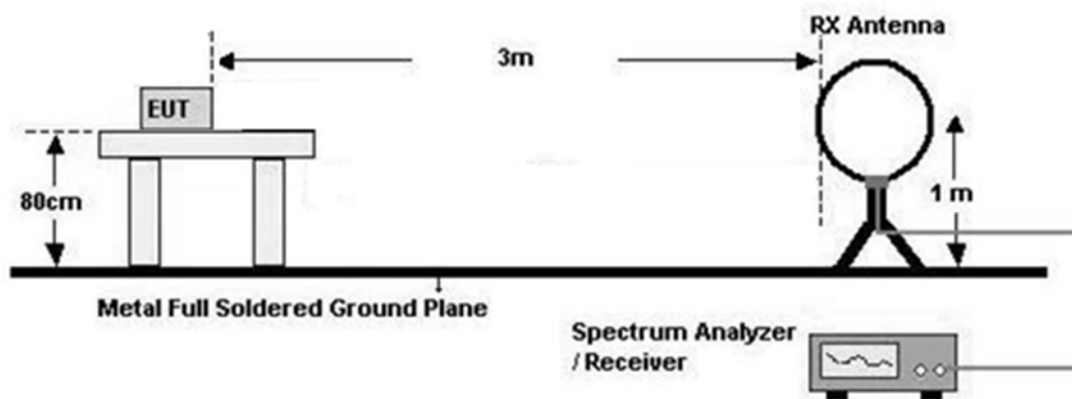 RX Antenna
3m
EUT
80cm
1 m
Metal Full Soldered Ground Plane
Spectrum Analyzer
/ Receiver